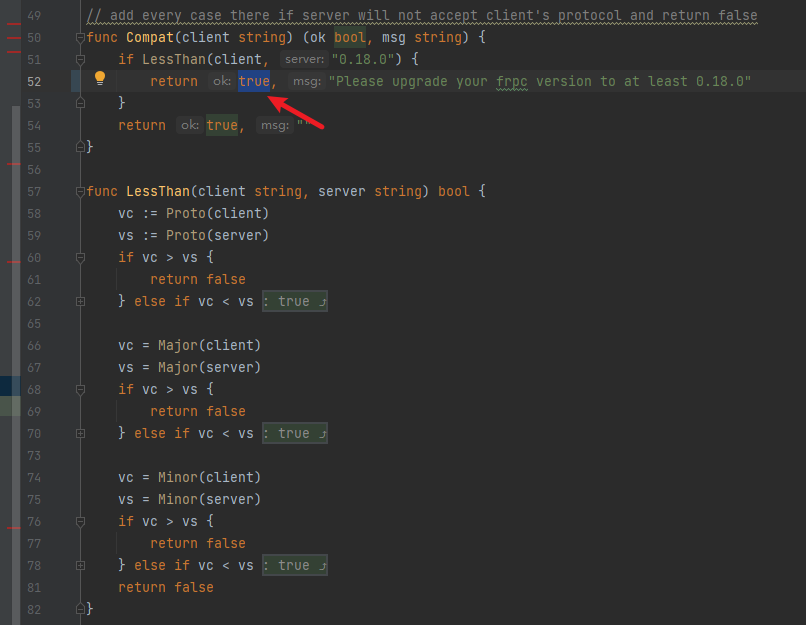 49 // add every case there if server will not accept client's protocol and return false
50 func Compat(client string) (ok bool, msg string) {
51 if LessThan(client, server: "0.18.0") {
52 return ok: true, msg: "Please upgrade your frpc version to at least 0.18.0"
53 }
54 return ok: true, msg: ""
55 }
56
57 func LessThan(client string, server string) bool {
58 vc := Proto(client)
59 vs := Proto(server)
60 if vc > vs {
61 return false
62 } else if vc < vs : true
65
66 vc = Major(client)
67 vs = Major(server)
68 if vc > vs {
69 return false
70 } else if vc < vs : true
73
74 vc = Minor(client)
75 vs = Minor(server)
76 if vc > vs {
77 return false
78 } else if vc < vs : true
81 return false
82 }